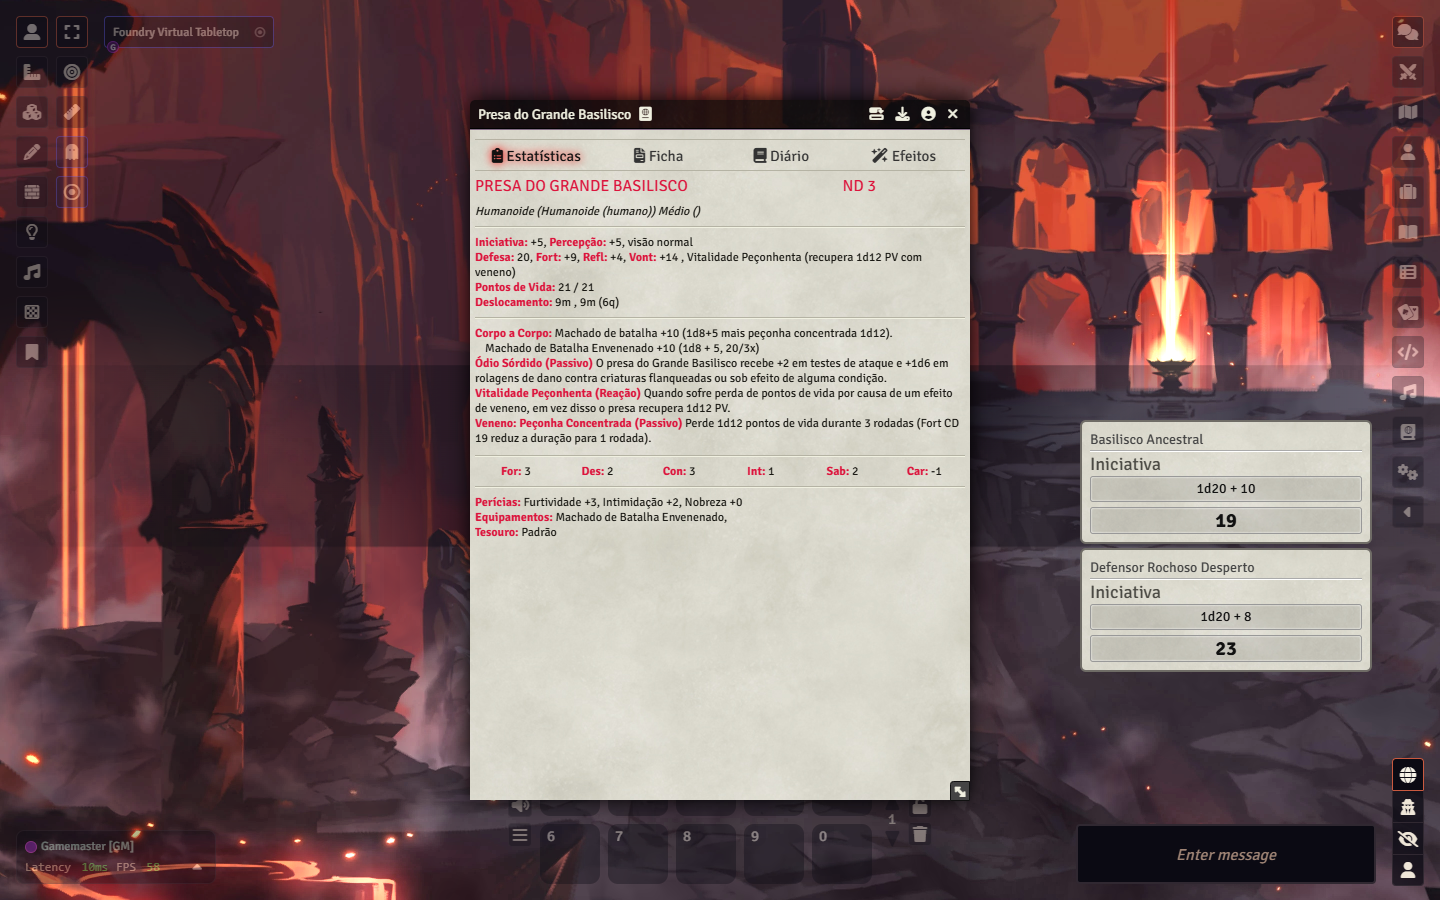 Foundry Virtual Tabletop
G
Presa do Grande Basilisco
Estatísticas
Ficha
Diário
Efeitos
PRESA DO GRANDE BASILISCO
ND 3
Humanoide (Humanoide (humano)) Médio ()
Iniciativa: +5, Percepção: +5, visão normal
Defesa: 20, Fort: +9, Refl: +4, Vont: +14 , Vitalidade Peçonhenta (recupera 1d12 PV com
veneno)
Pontos de Vida: 21 / 21
Deslocamento: 9m , 9m (6q)
Corpo a Corpo: Machado de batalha +10 (1d8+5 mais peçonha concentrada 1d12).
Machado de Batalha Envenenado +10 (1d8 + 5, 20/3x)
Ódio Sórdido (Passivo) O presa do Grande Basilisco recebe +2 em testes de ataque e +1d6 em
rolagens de dano contra criaturas flanqueadas ou sob efeito de alguma condição.
Vitalidade Peçonhenta (Reação) Quando sofre perda de pontos de vida por causa de um efeito
de veneno, em vez disso o presa recupera 1d12 PV.
Veneno: Peçonha Concentrada (Passivo) Perde 1d12 pontos de vida durante 3 rodadas (Fort CD
19 reduz a duração para 1 rodada).
For: 3 Des: 2 Con: 3 Int: 1 Sab: 2 Car: -1
Perícias: Furtividade +3, Intimidação +2, Nobreza +0
Equipamentos: Machado de Batalha Envenenado,
Tesouro: Padrão
Basilisco Ancestral
Iniciativa
1d20 + 10
19
Defensor Rochoso Desperto
Iniciativa
1d20 + 8
23
6 7 8 9 0
1
Gamemaster [GM]
Latency 10ms FPS 58
Enter message